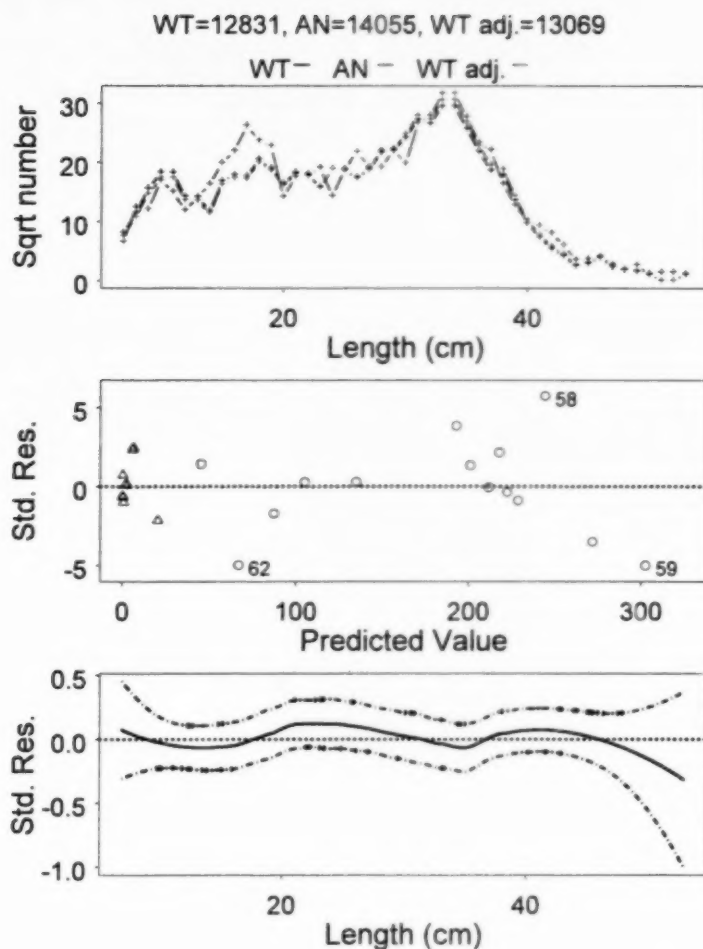 WT=12831, AN=14055, WT adj.=13069
WT AN WT adj.
30
20
10
0
Sqrt number
20 40
Length (cm)
5
0
-5
Std. Res.
58
62
59
0 100 200 300
Predicted Value
0.5
0.0
-0.5
-1.0
Std. Res.
20 40
Length (cm)